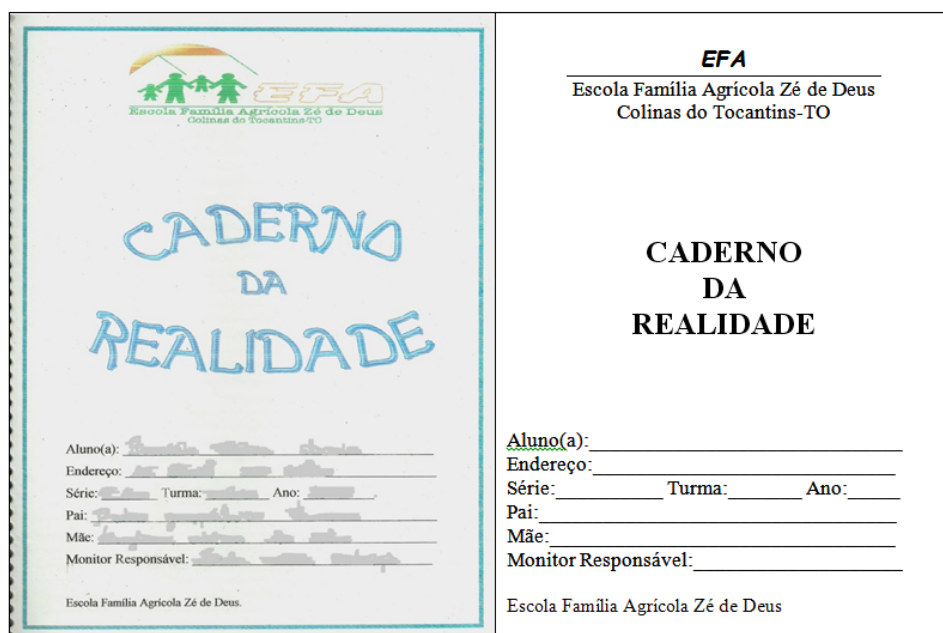 EFA
Escola Família Agrícola Zé de Deus
Colinas do Tocantins-TO
CADERNO
DA
REALIDADE
Aluno(a):
Endereço:
Série: Turma: Ano:
Pai:
Mãe:
Monitor Responsável:
Escola Família Agrícola Zé de Deus.
EFA
Escola Família Agrícola Zé de Deus
Colinas do Tocantins-TO
CADERNO
DA
REALIDADE
Aluno(a):
Endereço:
Série: Turma: Ano:
Pai:
Mãe:
Monitor Responsável:
Escola Família Agrícola Zé de Deus